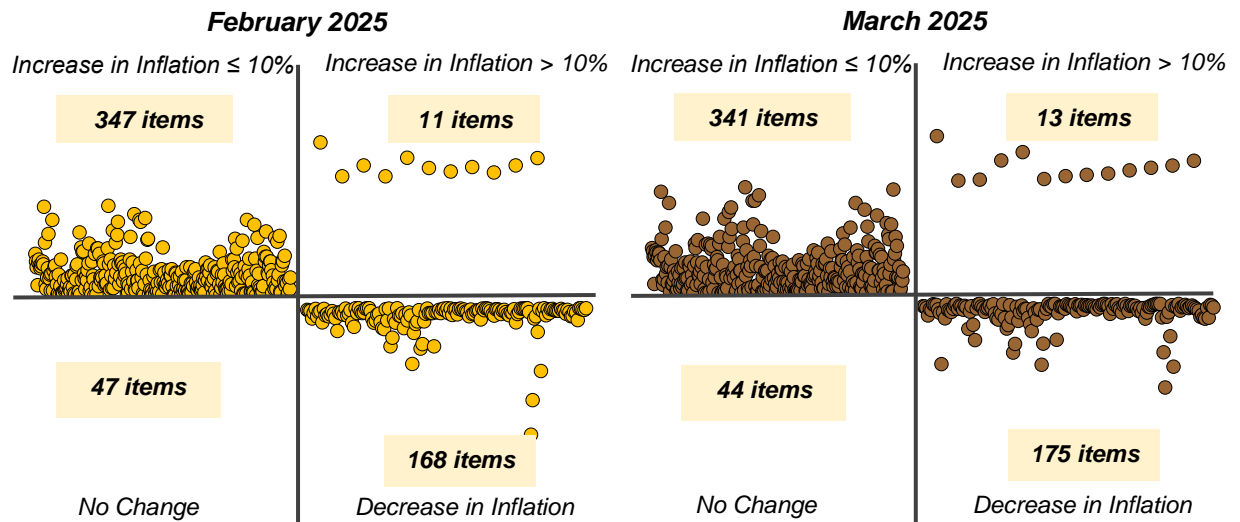 February 2025
Increase in Inflation ≤ 10%
Increase in Inflation > 10%
347 items
11 items
47 items
168 items
No Change
Decrease in Inflation
March 2025
Increase in Inflation ≤ 10%
Increase in Inflation > 10%
341 items
13 items
44 items
175 items
No Change
Decrease in Inflation